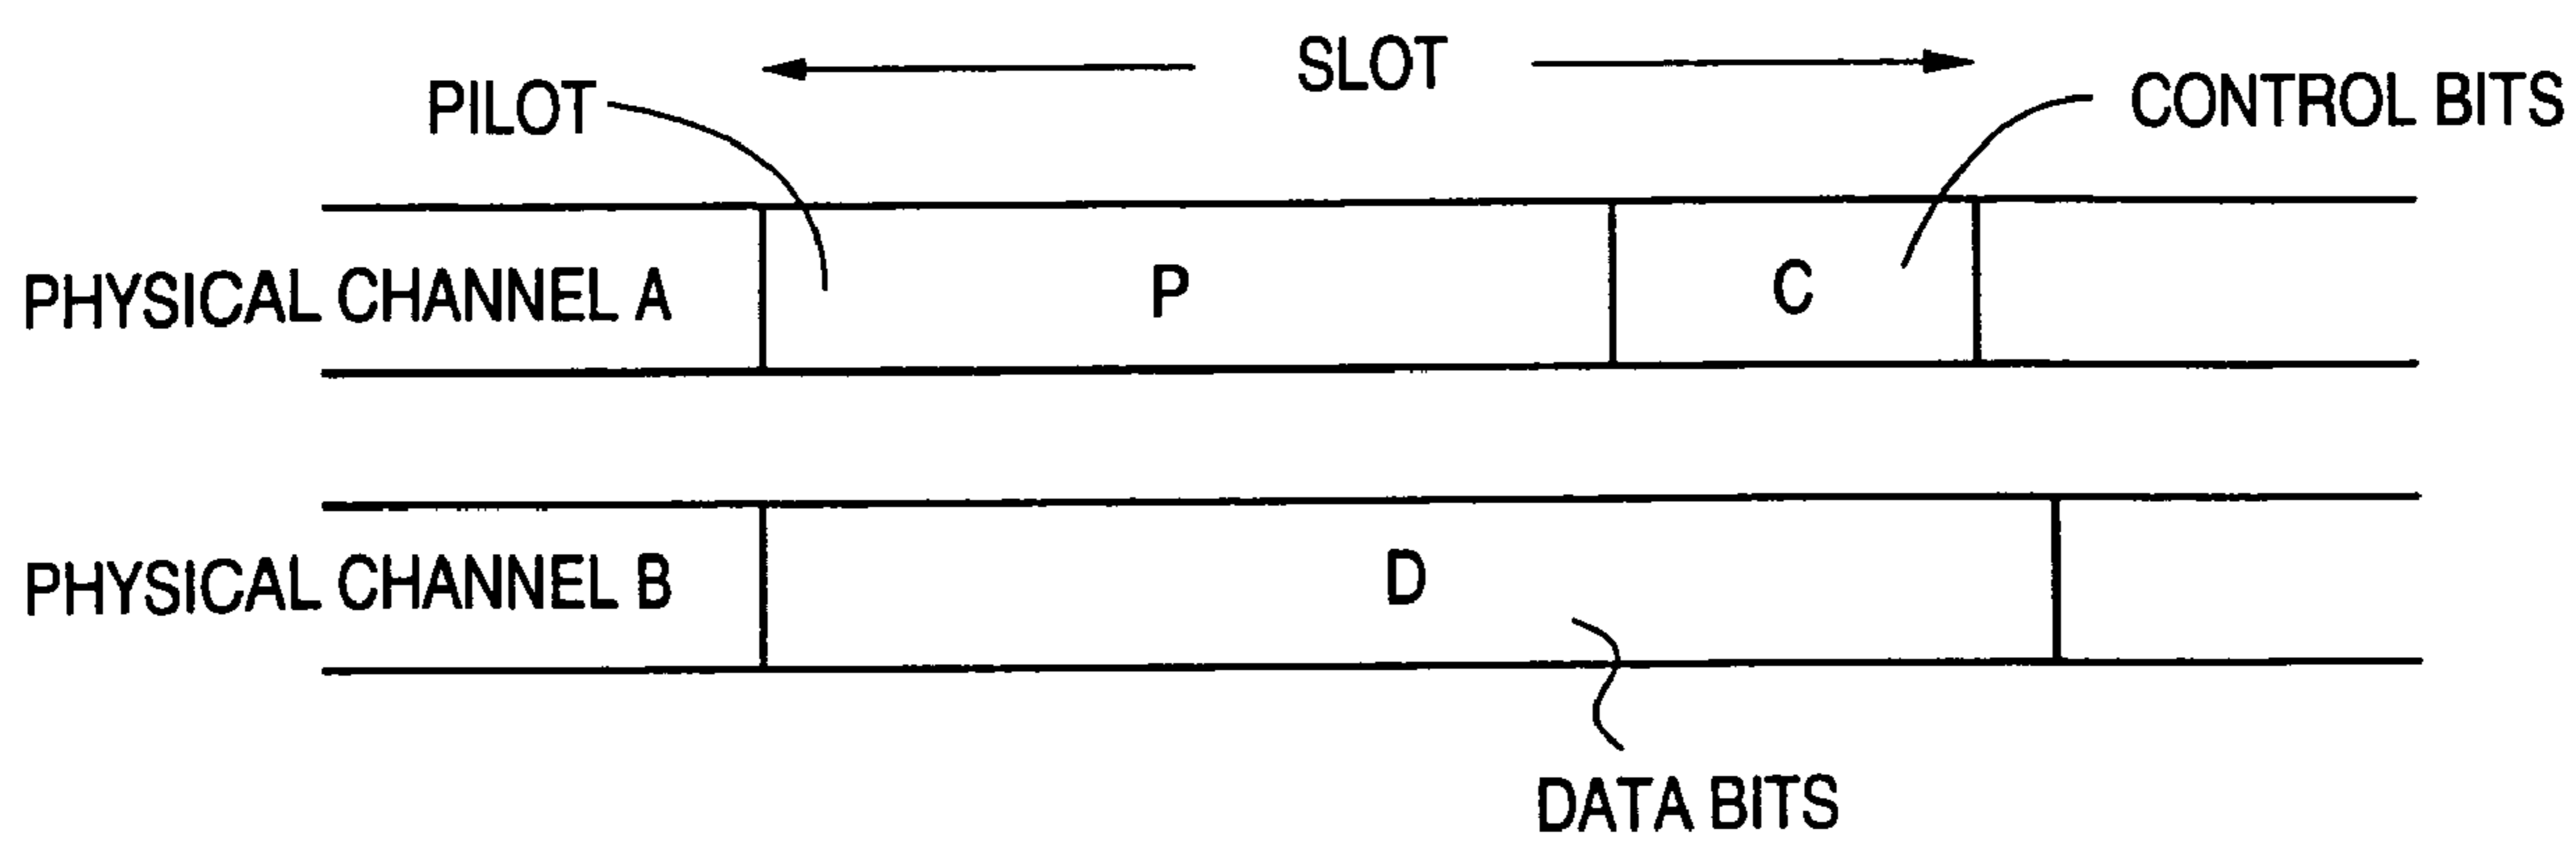 SLOT
PILOT
CONTROL BITS
PHYSICAL CHANNEL A
P
C
PHYSICAL CHANNEL B
D
DATA BITS